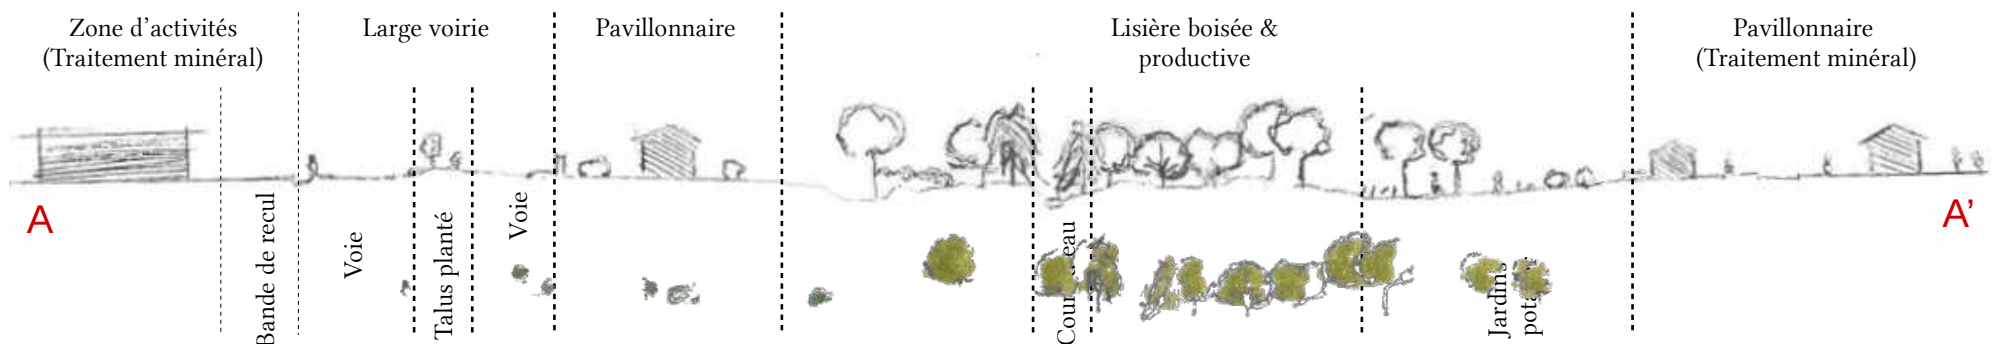 Zone d’activités
(Traitement minéral)
Large voirie
Pavillonnaire
Lisière boisée &
productive
Pavillonnaire
(Traitement minéral)
A
A’
Bande de recul
Voie
Talus planté
Voie
Jardins